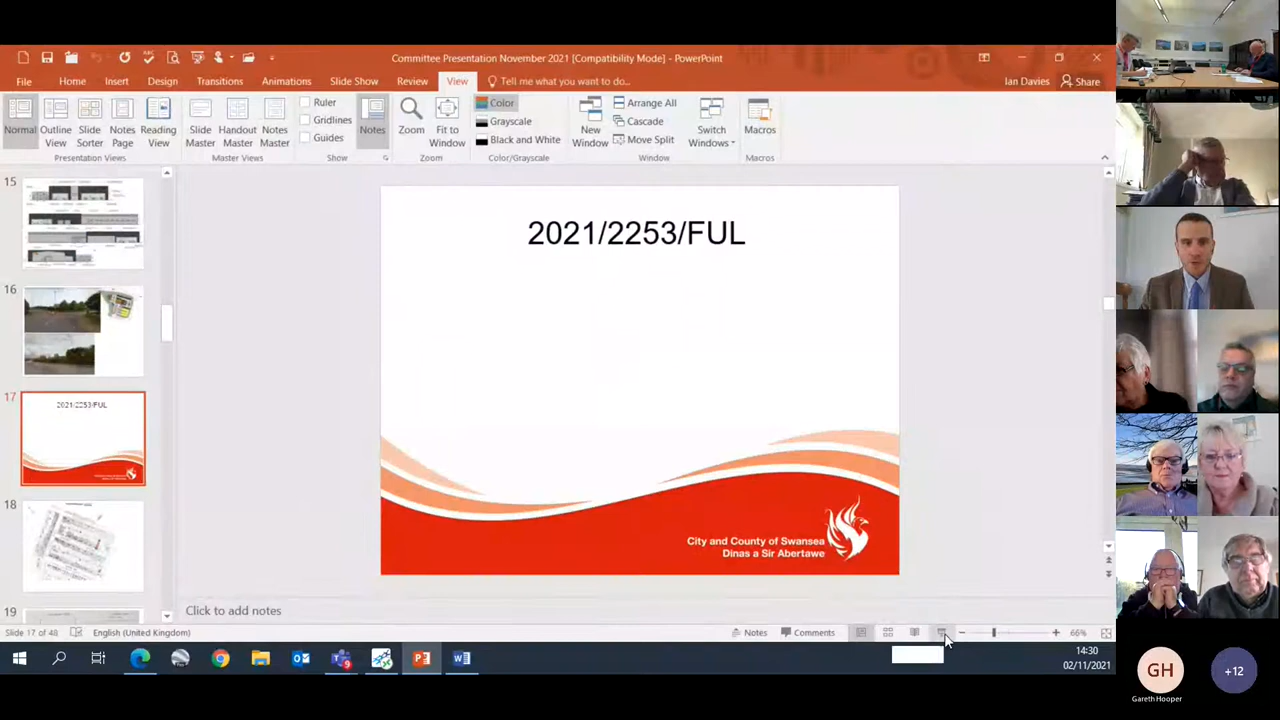 Committee Presentation November 2021 [Compatibility Mode] - PowerPoint
File Home Insert Design Transitions Animations Slide Show Review View Tell me what you want to do... Ian Davies Share
Normal Outline View Slide Sorter Notes Page Reading View
Presentation Views
Slide Master Handout Master Notes Master
Master Views
Ruler
Gridlines
Guides
Show
Notes
Zoom Fit to Window
Zoom
Color
Grayscale
Black and White
Color/Grayscale
New Window
Arrange All
Cascade
Move Split
Switch Windows
Window
Macros
Macros
15
16
17
2021/2253/FUL
18
19
2021/2253/FUL
City and County of Swansea
Dinas a Sir Abertawe
Click to add notes
Slide 17 of 48 English (United Kingdom) Notes Comments 66%
14:30
02/11/2021
GH
Gareth Hooper
+12